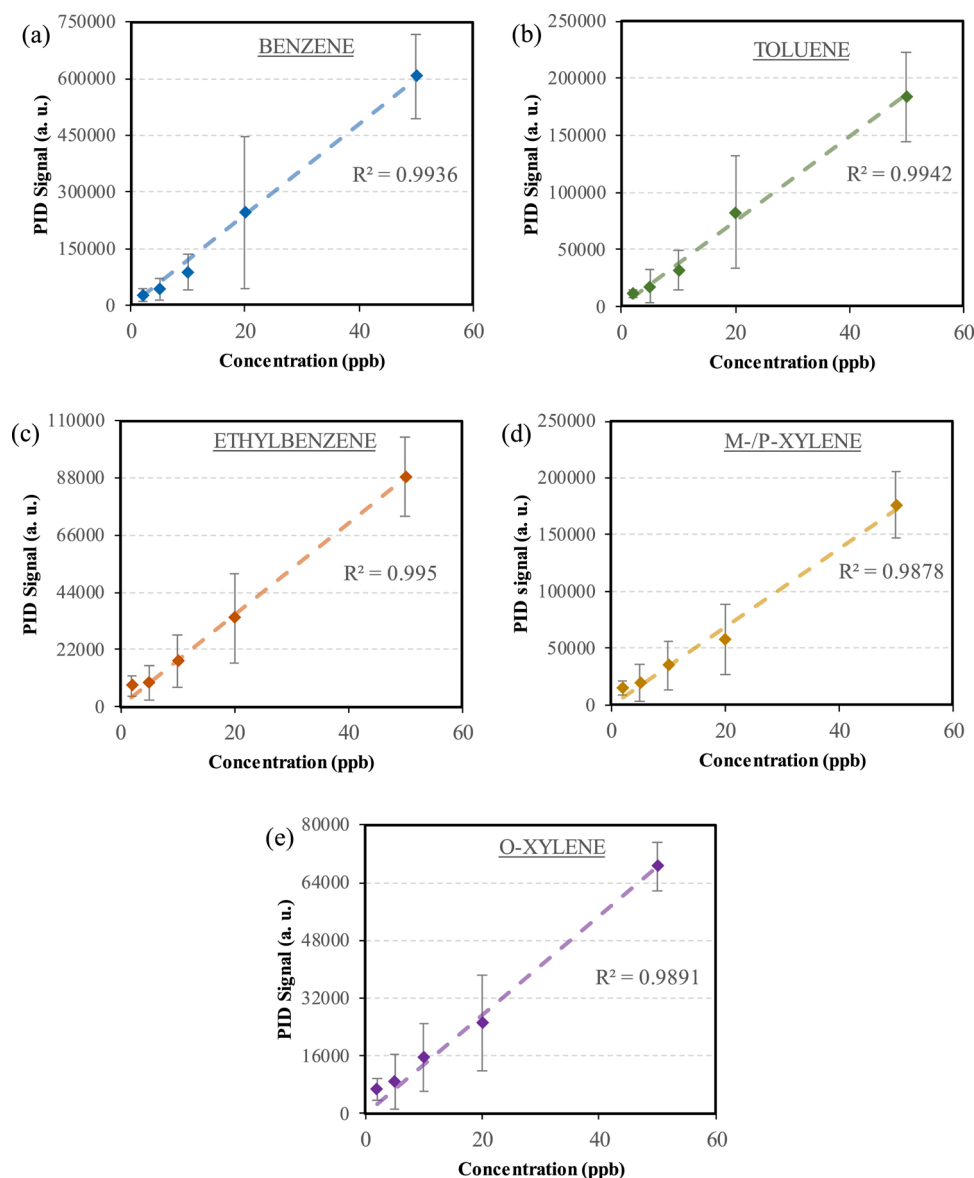 (a)
BENZENE
PID Signal (a. u.)
750000
600000
450000
300000
150000
0
R² = 0.9936
0 20 40 60
Concentration (ppb)
(b)
TOLUENE
PID Signal (a. u.)
250000
200000
150000
100000
50000
0
R² = 0.9942
0 20 40 60
Concentration (ppb)
(c)
ETHYLBENZENE
PID Signal (a. u.)
110000
88000
66000
44000
22000
0
R² = 0.995
0 20 40 60
Concentration (ppb)
(d)
M-/P-XYLENE
PID signal (a. u.)
250000
200000
150000
100000
50000
0
R² = 0.9878
0 20 40 60
Concentration (ppb)
(e)
O-XYLENE
PID Signal (a. u.)
80000
64000
48000
32000
16000
0
R² = 0.9891
0 20 40 60
Concentration (ppb)